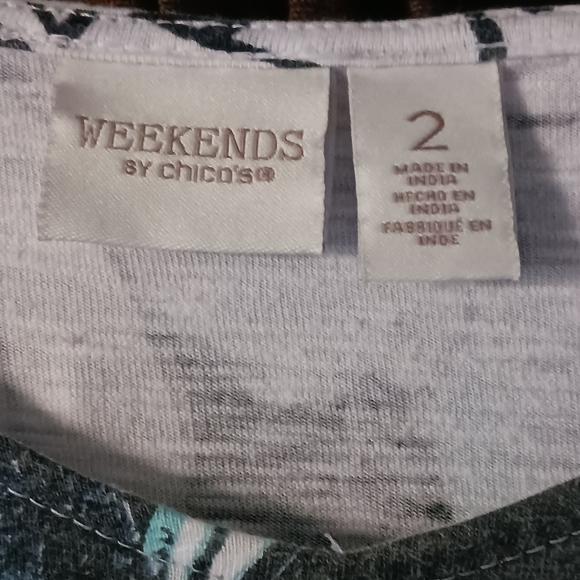 WEEKENDS
BY chico's®
2
MADE IN
INDIA
HECHO EN
INDIA
FABRIQUÉ EN
INDE